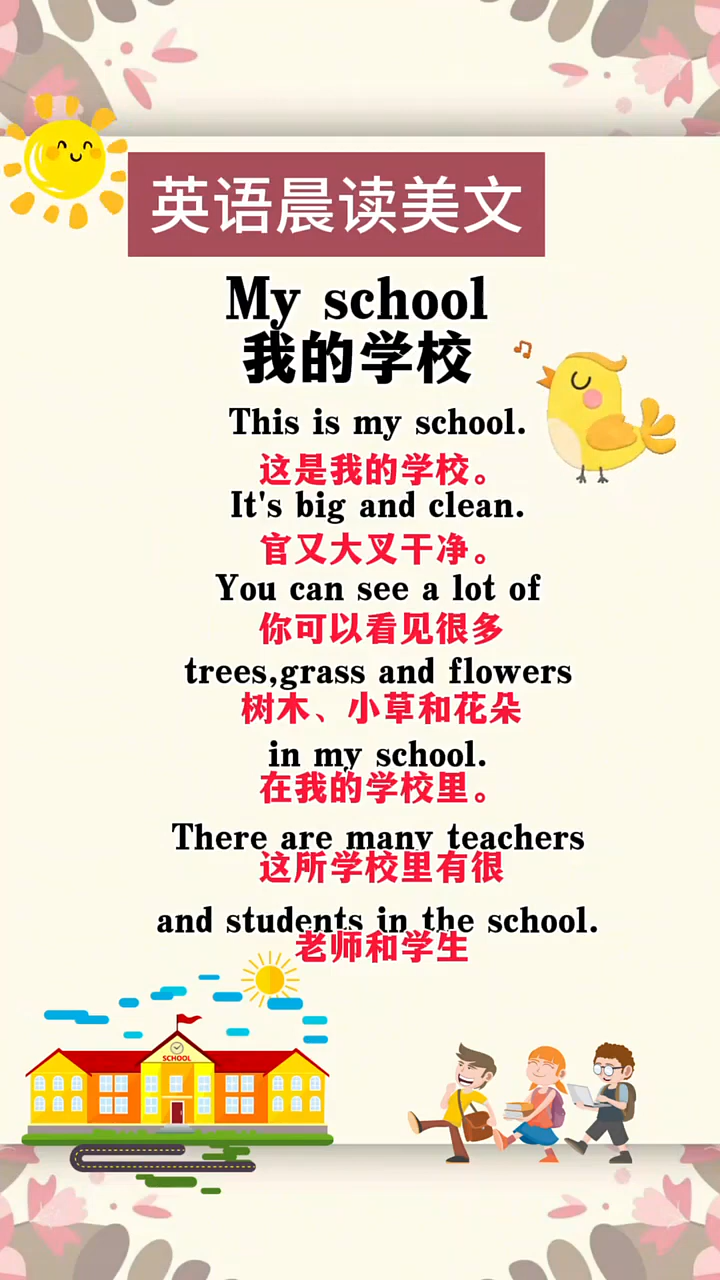 英语晨读美文
My school
我的学校
This is my school.
这是我的学校。
It's big and clean.
官又大叉干净。
You can see a lot of
你可以看见很多
trees,grass and flowers
树木、小草和花朵
in my school.
在我的学校里。
There are many teachers
这所学校里有很
and students in the school.
老师和学生
SCHOOL